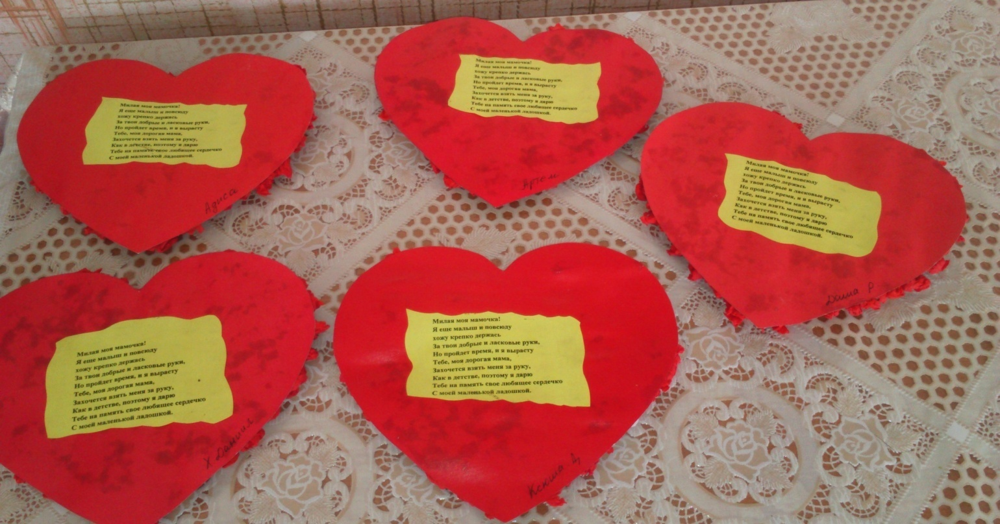 Милая моя мамочка!
Я еще малыш и повсюду
хожу крепко держась
За твои добрые и ласковые руки,
Но пройдет время, и я вырасту
Тебе, моя дорогая мама,
Захочется взять меня за руку,
Как в детстве, поэтому я дарю
Тебе на память свое любящее сердечко
С моей маленькой ладошкой.
Адиса
Милая моя мамочка!
Я еще малыш и повсюду
хожу крепко держась
За твои добрые и ласковые руки,
Но пройдет время, и я вырасту
Тебе, моя дорогая мама,
Захочется взять меня за руку,
Как в детстве, поэтому я дарю
Тебе на память свое любящее сердечко
С моей маленькой ладошкой.
Артем
Милая моя мамочка!
Я еще малыш и повсюду
хожу крепко держась
За твои добрые и ласковые руки,
Но пройдет время, и я вырасту
Тебе, моя дорогая мама,
Захочется взять меня за руку,
Как в детстве, поэтому я дарю
Тебе на память свое любящее сердечко
С моей маленькой ладошкой.
Даша Р
Милая моя мамочка!
Я еще малыш и повсюду
хожу крепко держась
За твои добрые и ласковые руки,
Но пройдет время, и я вырасту
Тебе, моя дорогая мама,
Захочется взять меня за руку,
Как в детстве, поэтому я дарю
Тебе на память свое любящее сердечко
С моей маленькой ладошкой.
Х Даниил
Милая моя мамочка!
Я еще малыш и повсюду
хожу крепко держась
За твои добрые и ласковые руки,
Но пройдет время, и я вырасту
Тебе, моя дорогая мама,
Захочется взять меня за руку,
Как в детстве, поэтому я дарю
Тебе на память свое любящее сердечко
С моей маленькой ладошкой.
Ксюша Д